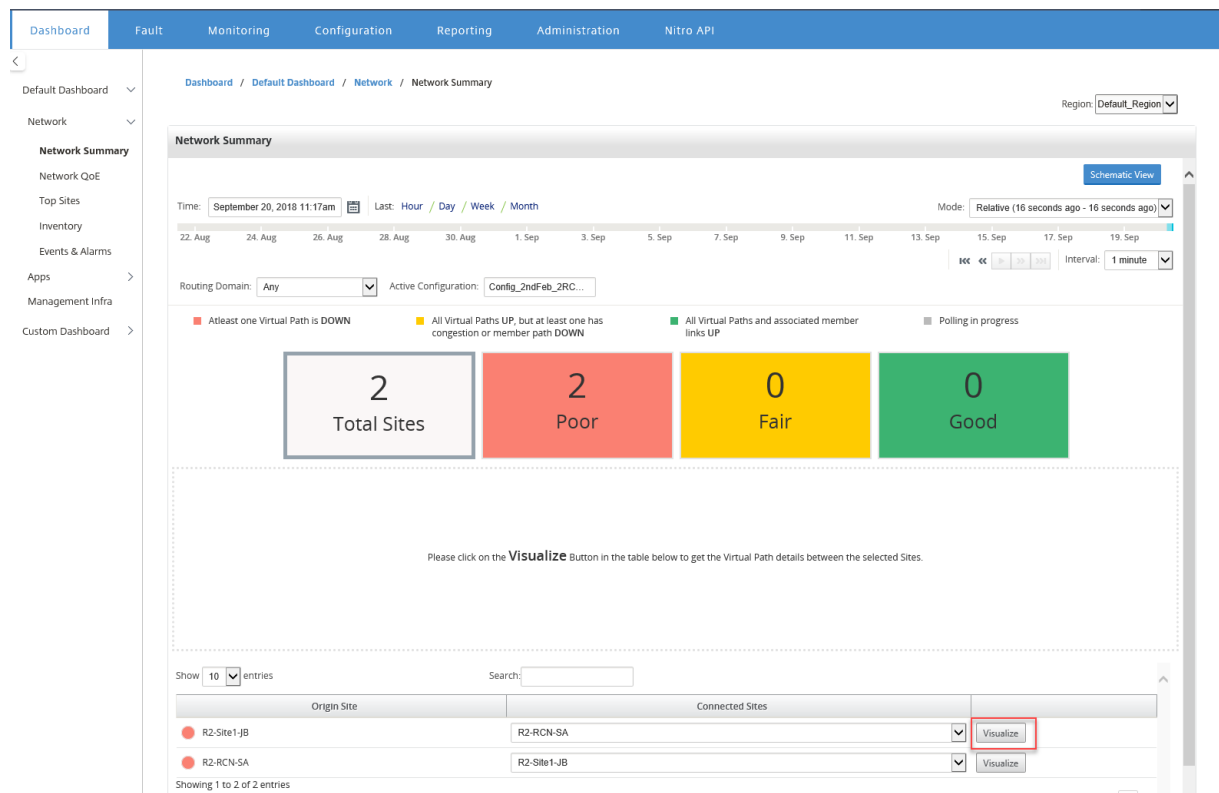 Dashboard Fault Monitoring Configuration Reporting Administration Nitro API
Default Dashboard
Network
Network Summary
Network QoE
Top Sites
Inventory
Events & Alarms
Apps
Management Infra
Custom Dashboard
Dashboard / Default Dashboard / Network / Network Summary
Region: Default_Region
Network Summary
Schematic View
Time: September 20, 2018 11:17am Last: Hour / Day / Week / Month
Mode: Relative (16 seconds ago - 16 seconds ago)
22. Aug 24. Aug 26. Aug 28. Aug 30. Aug 1. Sep 3. Sep 5. Sep 7. Sep 9. Sep 11. Sep 13. Sep 15. Sep 17. Sep 19. Sep
Interval: 1 minute
Routing Domain: Any Active Configuration: Config_2ndFeb_2RC...
Atleast one Virtual Path is DOWN
All Virtual Paths UP, but at least one has
congestion or member path DOWN
All Virtual Paths and associated member
links UP
Polling in progress
2
Total Sites
2
Poor
0
Fair
0
Good
Please click on the Visualize Button in the table below to get the Virtual Path details between the selected Sites.
Show 10 entries Search:
Origin Site Connected Sites
R2-Site1-JB R2-RCN-SA Visualize
R2-RCN-SA R2-Site1-JB Visualize
Showing 1 to 2 of 2 entries